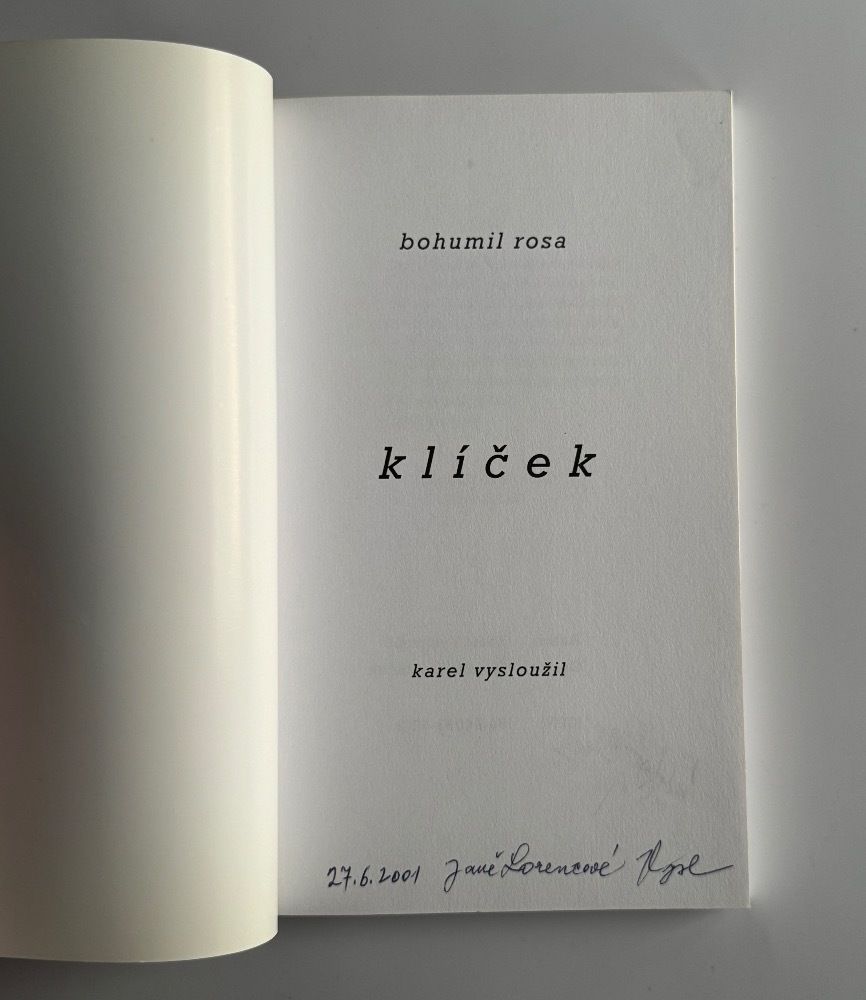 bohumil rosa
klíček
karel vysloužil
27.6.2001 Janě Lorencové